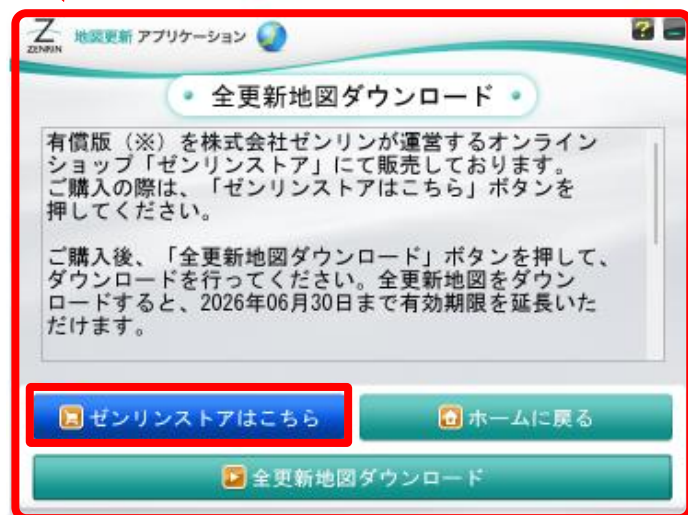 Z
ZENRIN 地図更新 アプリケーション ?
全更新地図ダウンロード
有償版（※）を株式会社ゼンリンが運営するオンライン
ショップ「ゼンリンストア」にて販売しております。
ご購入の際は、「ゼンリンストアはこちら」ボタンを
押してください。
ご購入後、「全更新地図ダウンロード」ボタンを押して、
ダウンロードを行ってください。全更新地図をダウン
ロードすると、2026年06月30日まで有効期限を延長いた
だけます。
ゼンリンストアはこちら
ホームに戻る
全更新地図ダウンロード